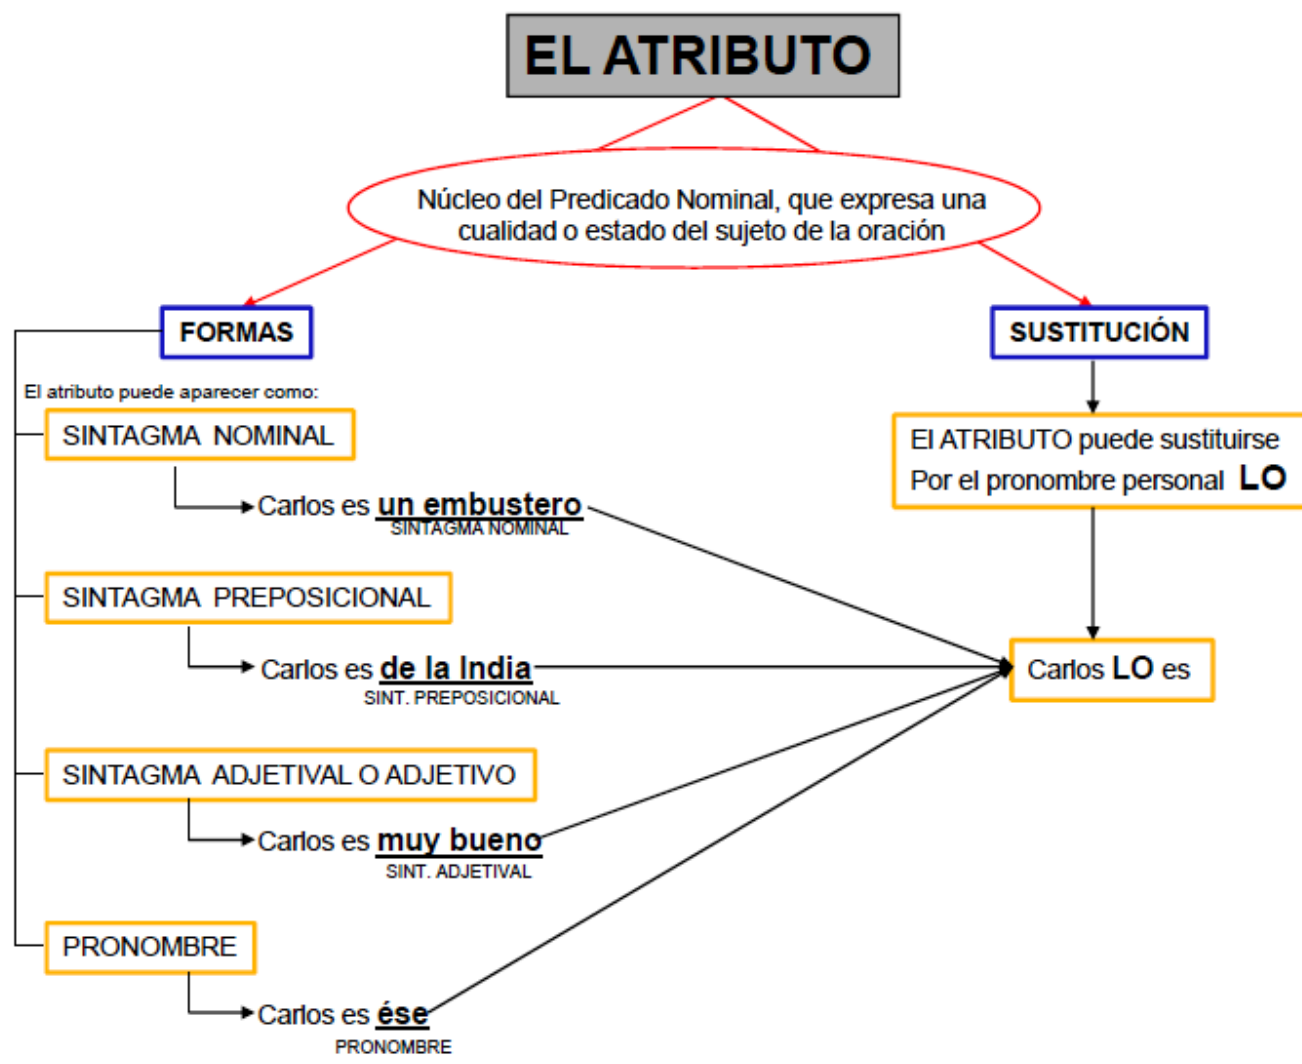 EL ATRIBUTO
Núcleo del Predicado Nominal, que expresa una
cualidad o estado del sujeto de la oración
FORMAS
El atributo puede aparecer como:
SINTAGMA NOMINAL
Carlos es un embustero
SINTAGMA NOMINAL
SINTAGMA PREPOSICIONAL
Carlos es de la India
SINT. PREPOSICIONAL
SINTAGMA ADJETIVAL O ADJETIVO
Carlos es muy bueno
SINT. ADJETIVAL
PRONOMBRE
Carlos es ése
PRONOMBRE
SUSTITUCIÓN
El ATRIBUTO puede sustituirse
Por el pronombre personal LO
Carlos LO es